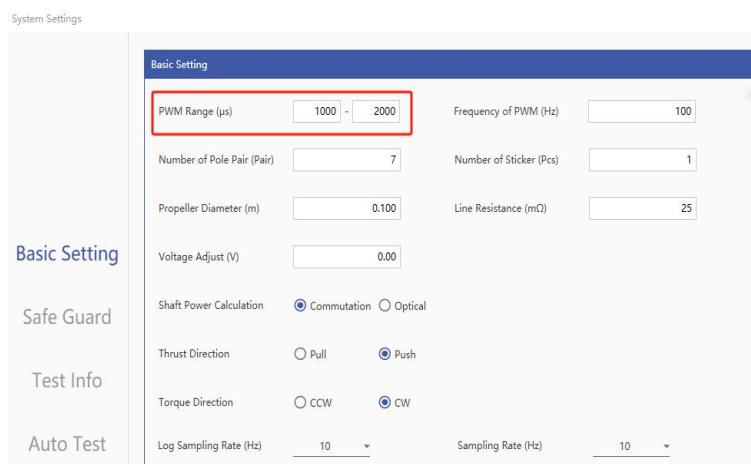 System Settings
Basic Setting
PWM Range (μs) 1000 - 2000 Frequency of PWM (Hz) 100
Number of Pole Pair (Pair) 7 Number of Sticker (Pcs) 1
Propeller Diameter (m) 0.100 Line Resistance (mΩ) 25
Basic Setting
Voltage Adjust (V) 0.00
Shaft Power Calculation Commutation Optical
Safe Guard
Thrust Direction Pull Push
Test Info
Torque Direction CCW CW
Auto Test
Log Sampling Rate (Hz) 10 Sampling Rate (Hz) 10